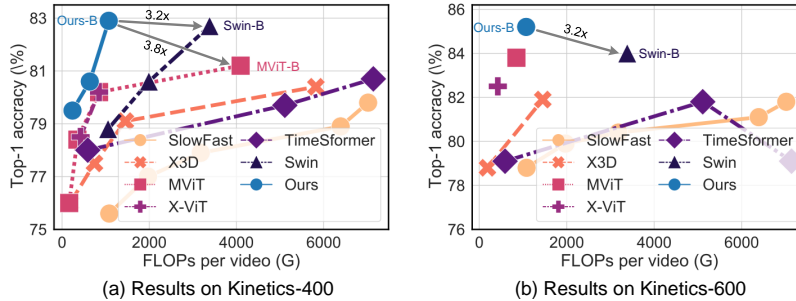 Top-1 accuracy (\%)
83
81
79
77
75
Ours-B
3.2x
3.8x
Swin-B
MViT-B
SlowFast
X3D
MViT
X-ViT
TimeSformer
Swin
Ours
0
2000
4000
6000
FLOPs per video (G)
(a) Results on Kinetics-400
Top-1 accuracy (\%)
86
84
82
80
78
76
Ours-B
3.2x
Swin-B
SlowFast
X3D
MViT
X-ViT
TimeSformer
Swin
Ours
0
2000
4000
6000
FLOPs per video (G)
(b) Results on Kinetics-600